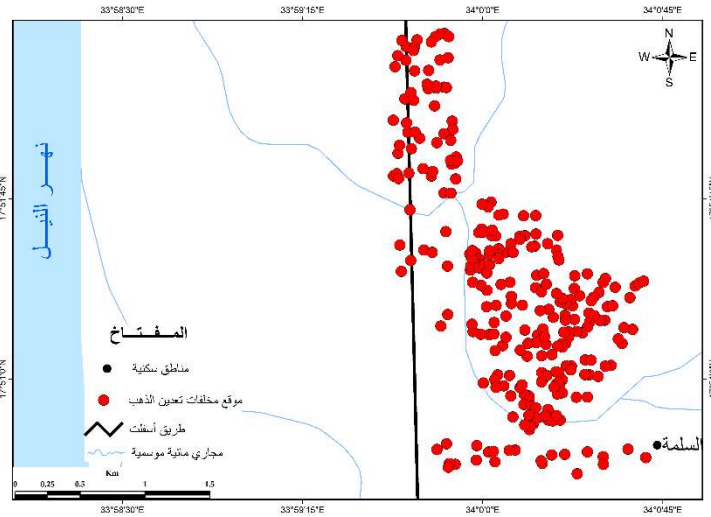 33°58'30"E 33°59'15"E 34°0'0"E 34°0'45"E
N
W E
S
نهر النيل
17°51'45"N
المفتاح
مناطق سكنية
17°51'0"N
موقع مخلفات تعدين الذهب
طريق أسفلت
السلمة
مجاري مائية موسمية
Km
0 0.25 0.5 1 1.5
33°58'30"E 33°59'15"E 34°0'0"E 34°0'45"E